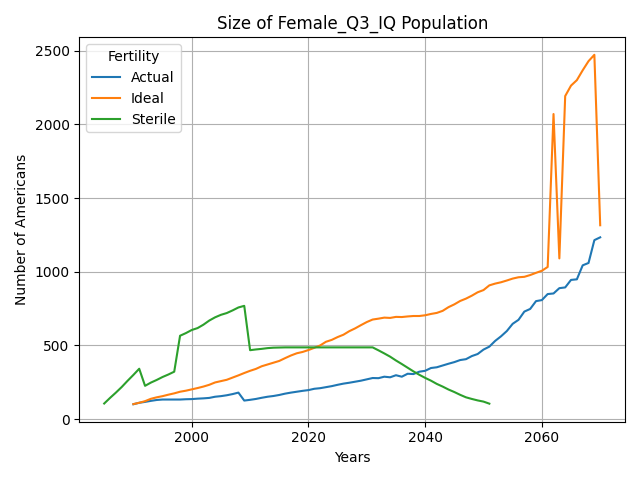 Size of Female_Q3_IQ Population
Fertility
Actual
Ideal
Sterile
Number of Americans
2500
2000
1500
1000
500
0
2000
2020
2040
2060
Years